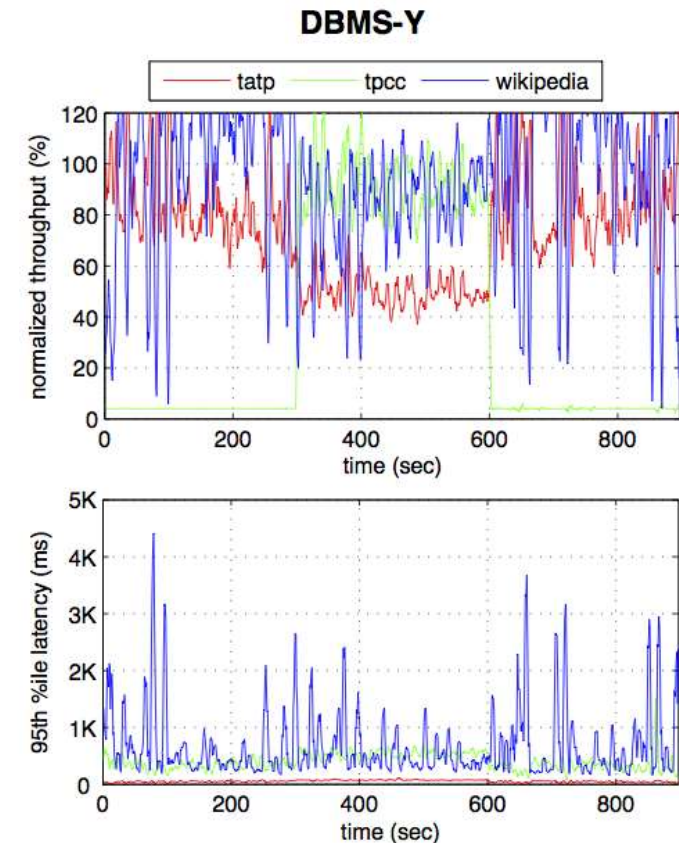 DBMS-Y
tatp tpcc wikipedia
normalized throughput (%)
120
100
80
60
40
20
0
0 200 400 600 800
time (sec)
95th %ile latency (ms)
5K
4K
3K
2K
1K
0
0 200 400 600 800
time (sec)